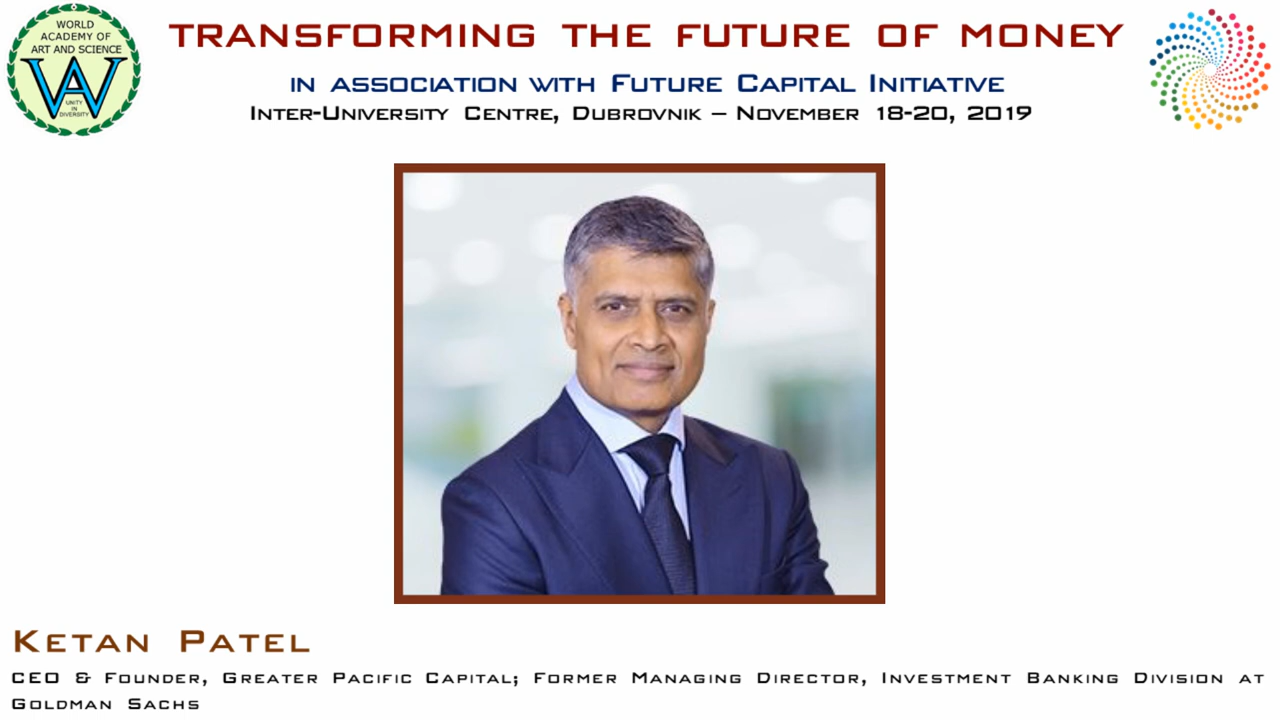 WORLD
ACADEMY OF
ART AND SCIENCE
WA
UNITY
IN
DIVERSITY
TRANSFORMING THE FUTURE OF MONEY
IN ASSOCIATION WITH FUTURE CAPITAL INITIATIVE
INTER-UNIVERSITY CENTRE, DUBROVNIK – NOVEMBER 18-20, 2019
KETAN PATEL
CEO & FOUNDER, GREATER PACIFIC CAPITAL; FORMER MANAGING DIRECTOR, INVESTMENT BANKING DIVISION AT
GOLDMAN SACHS